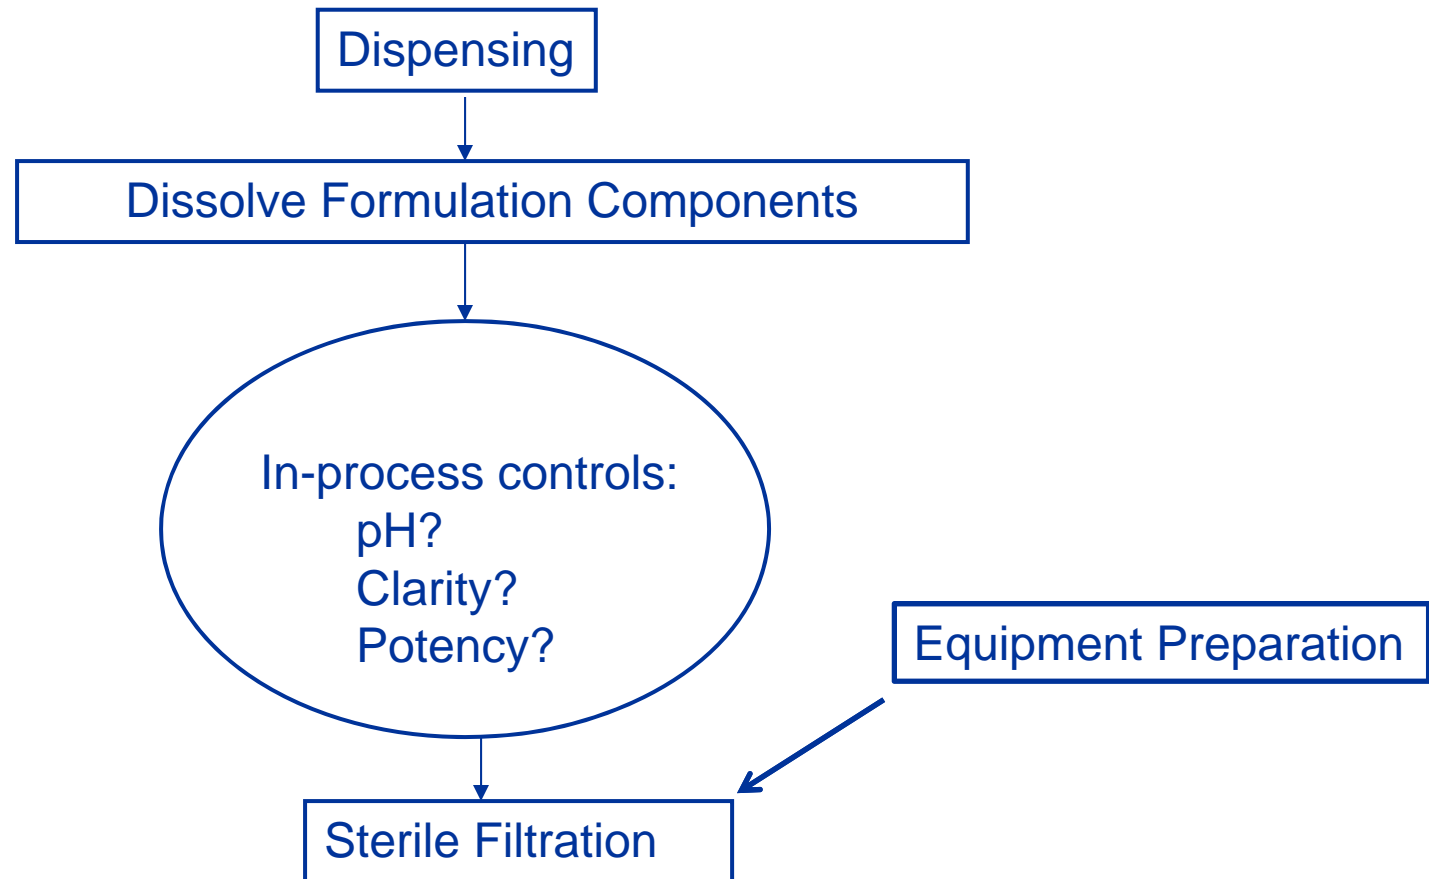 Dispensing
Dissolve Formulation Components
In-process controls:
pH?
Clarity?
Potency?
Equipment Preparation
Sterile Filtration